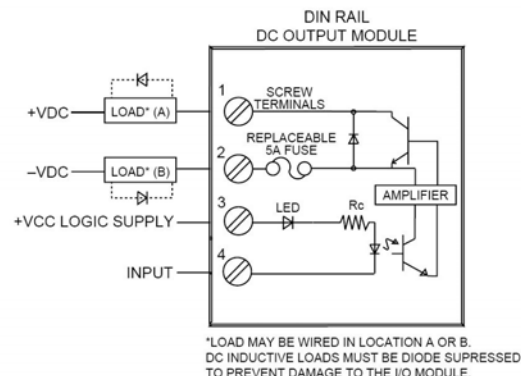 DIN RAIL
DC OUTPUT MODULE
1
SCREW
TERMINALS
+VDC
LOAD* (A)
REPLACEABLE
5A FUSE
2
–VDC
LOAD* (B)
AMPLIFIER
3
LED
Rc
+VCC LOGIC SUPPLY
4
INPUT
*LOAD MAY BE WIRED IN LOCATION A OR B.
DC INDUCTIVE LOADS MUST BE DIODE SUPRESSED
TO PREVENT DAMAGE TO THE I/O MODULE.